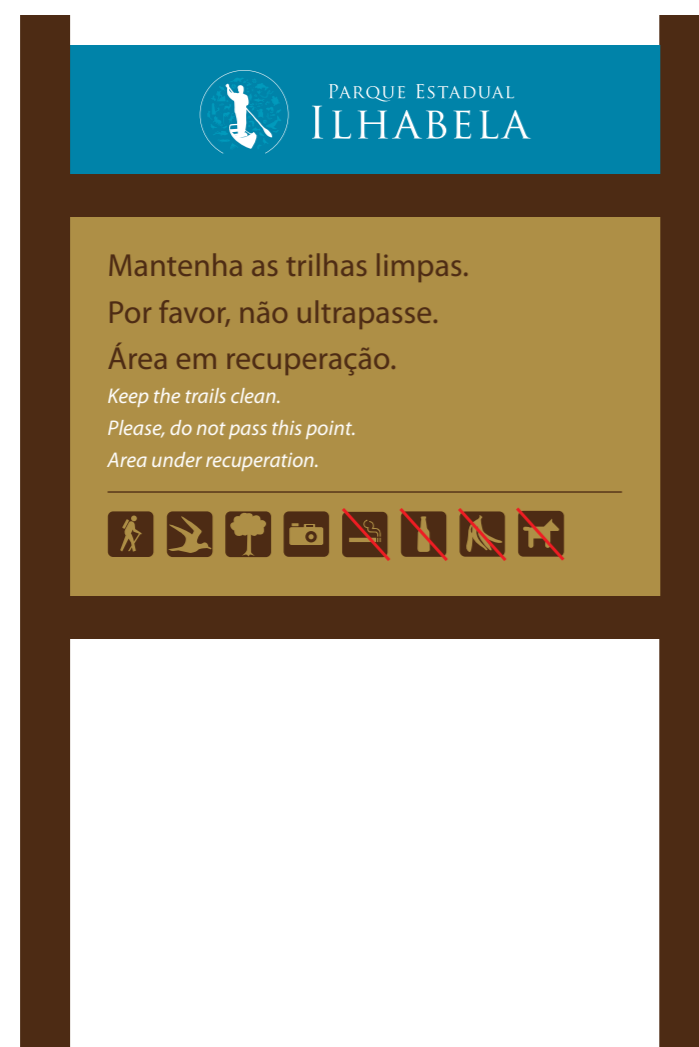 Parque Estadual
Ilhabela
Mantenha as trilhas limpas.
Por favor, não ultrapasse.
Área em recuperação.
Keep the trails clean.
Please, do not pass this point.
Area under recuperation.